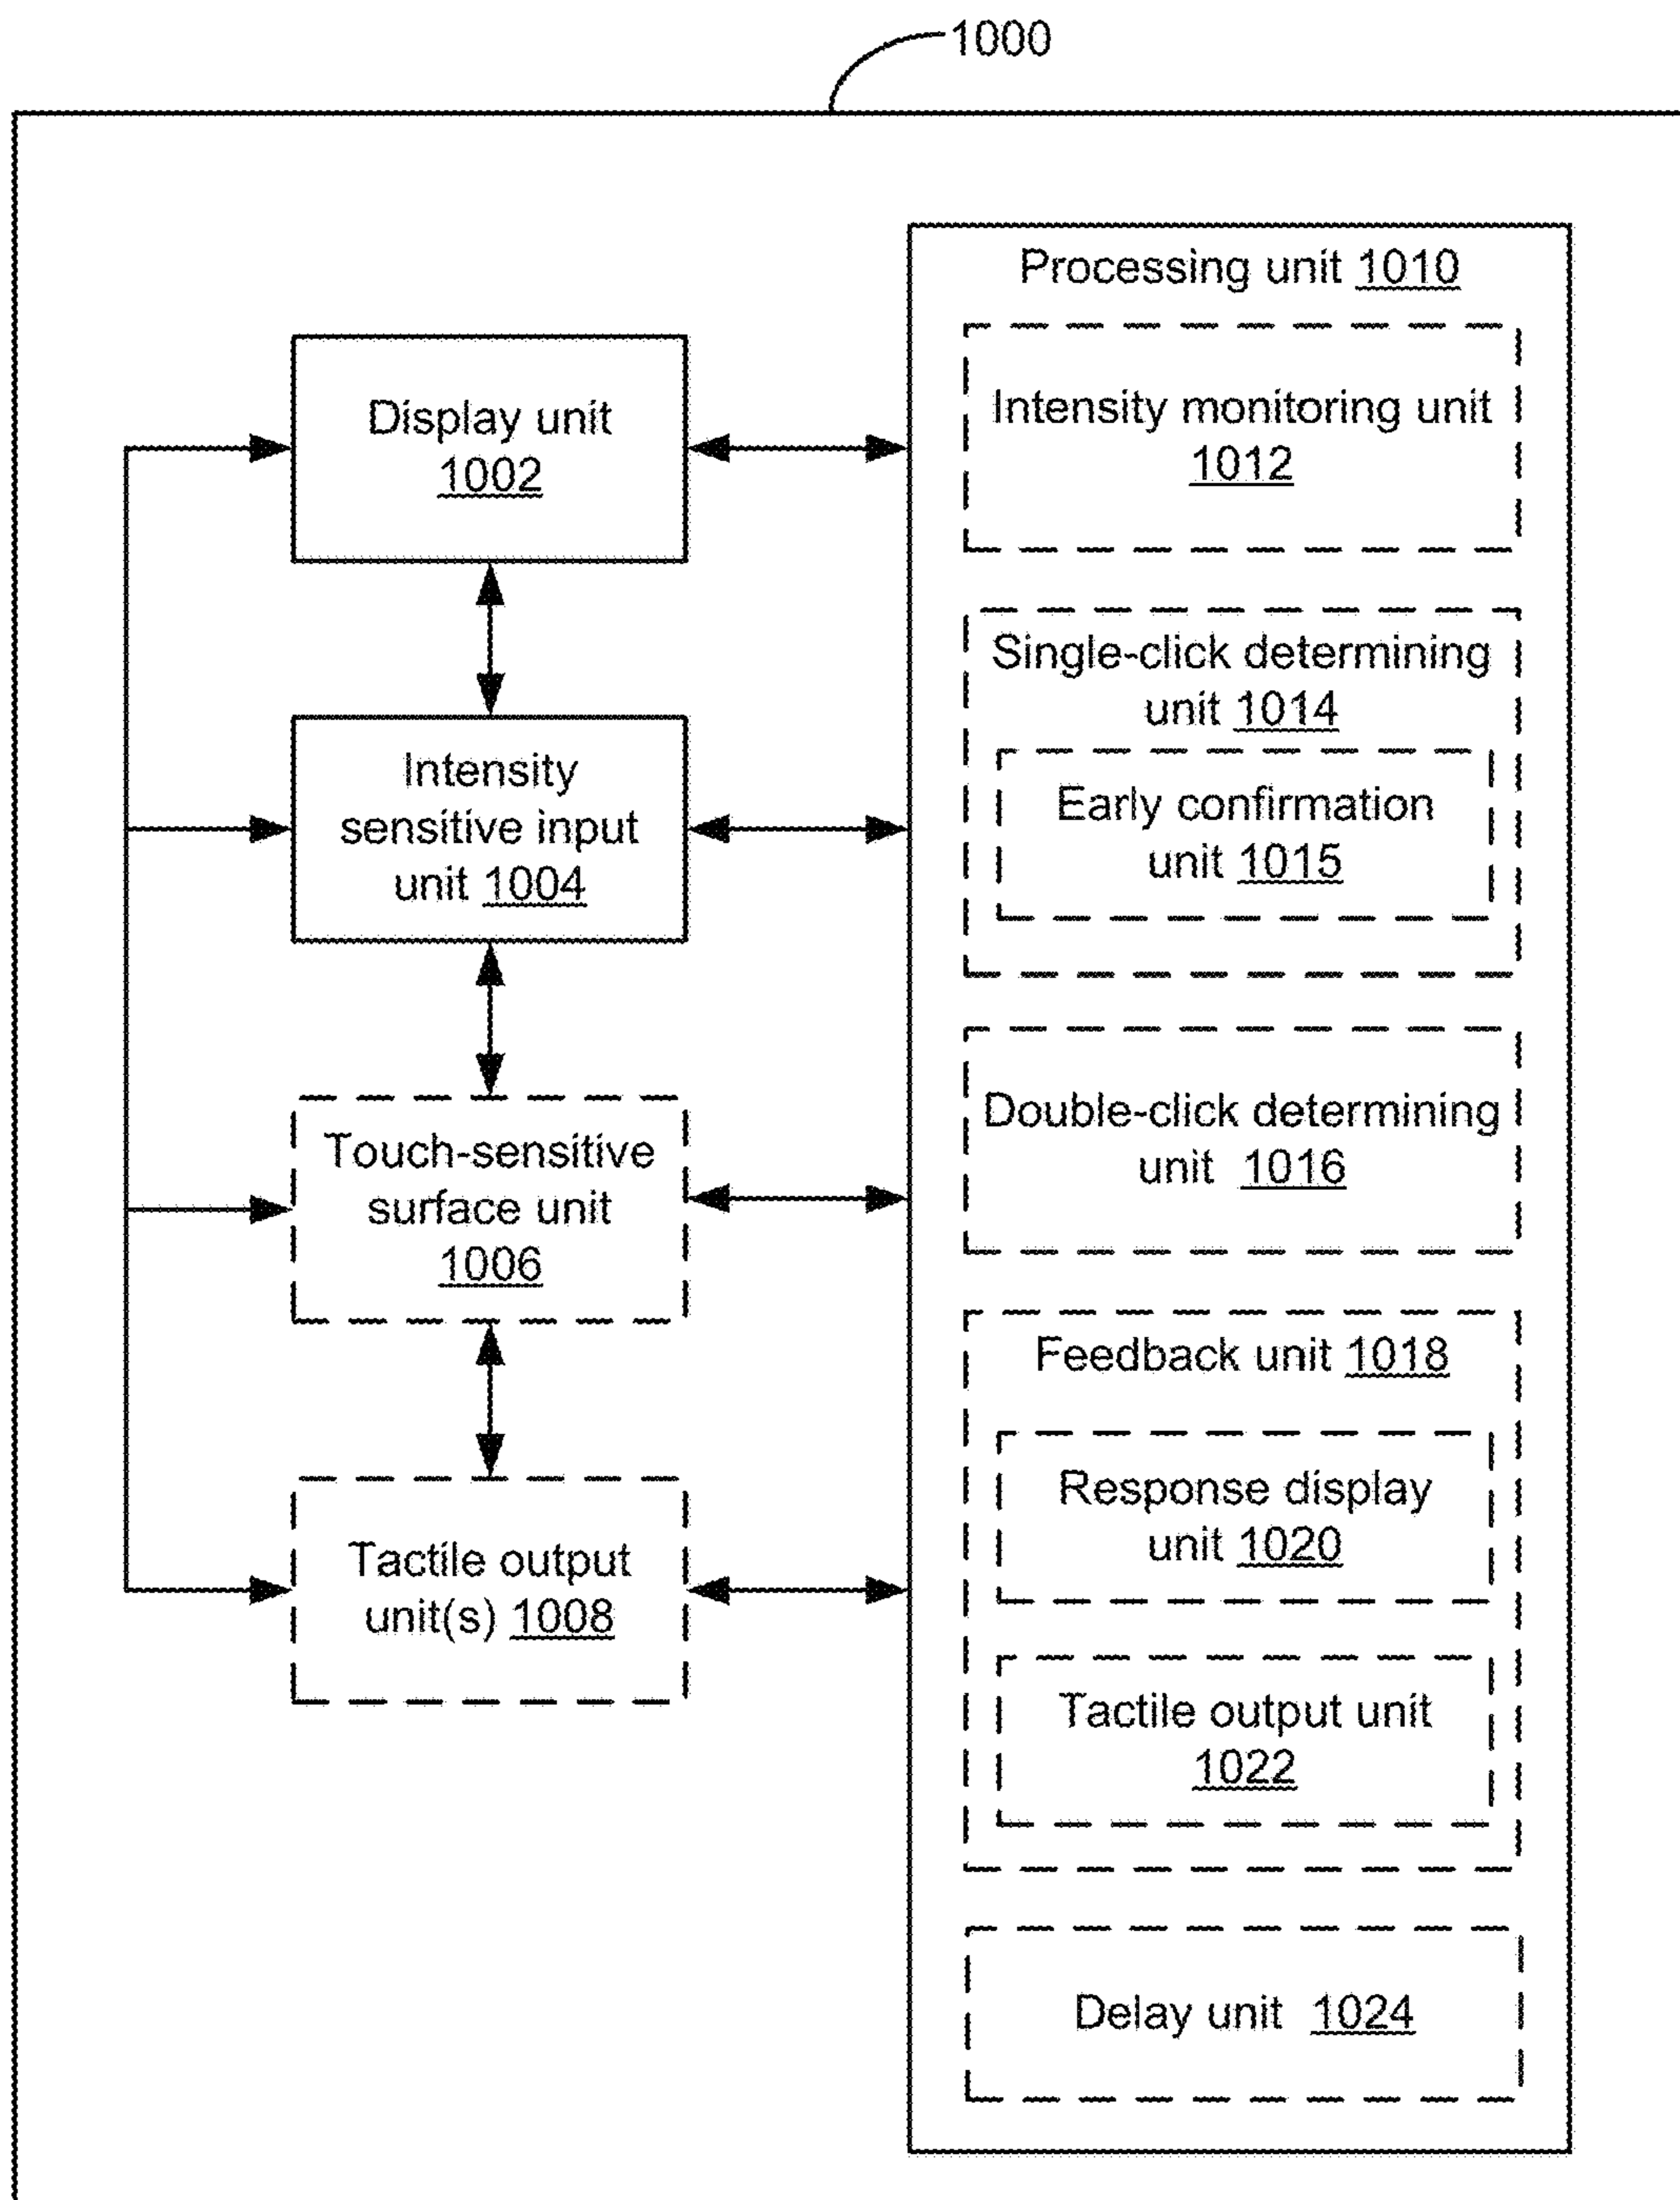 1000
Processing unit 1010
Display unit
1002
Intensity monitoring unit
1012
Single-click determining
unit 1014
Intensity
sensitive input
unit 1004
Early confirmation
unit 1015
Double-click determining
unit 1016
Touch-sensitive
surface unit
1006
Feedback unit 1018
Response display
unit 1020
Tactile output
unit(s) 1008
Tactile output unit
1022
Delay unit 1024